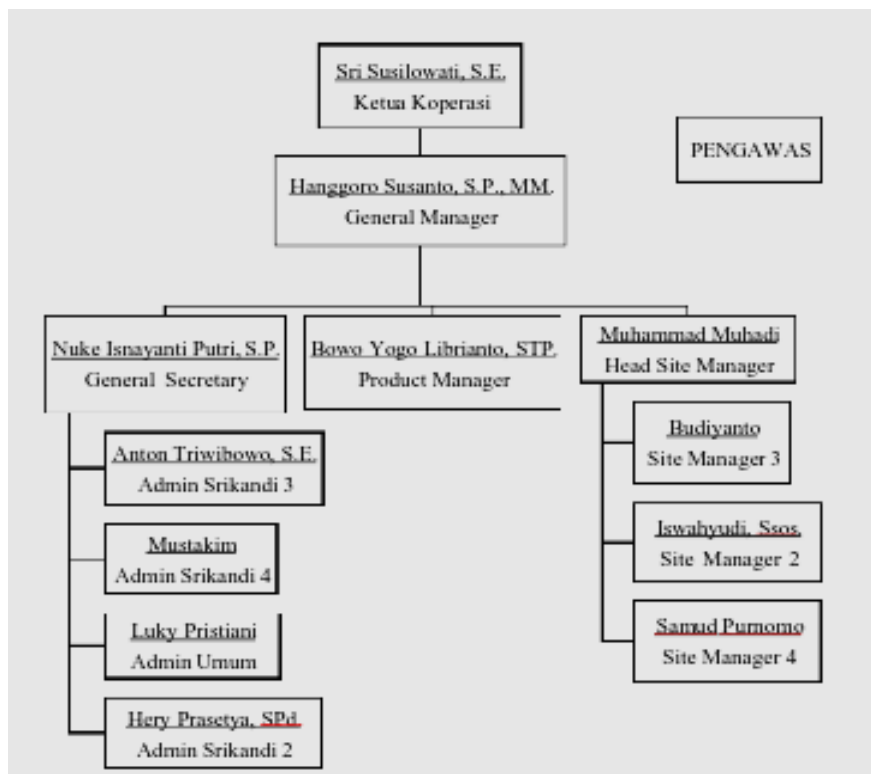 Sri Susilowati, S.E.
Ketua Koperasi
PENGAWAS
Hanggoro Susanto, S.P., MM.
General Manager
Nuke Isnayanti Putri, S.P.
General Secretary
Bowo Yogo Librianto, STP.
Product Manager
Muhammad Muhadi
Head Site Manager
Anton Triwibowo, S.E.
Admin Srikandi 3
Mustakim
Admin Srikandi 4
Luky Pristiani
Admin Umum
Hery Prasetya, SPd.
Admin Srikandi 2
Budiyanto
Site Manager 3
Iswahyudi, Ssos.
Site Manager 2
Samud Purnomo
Site Manager 4